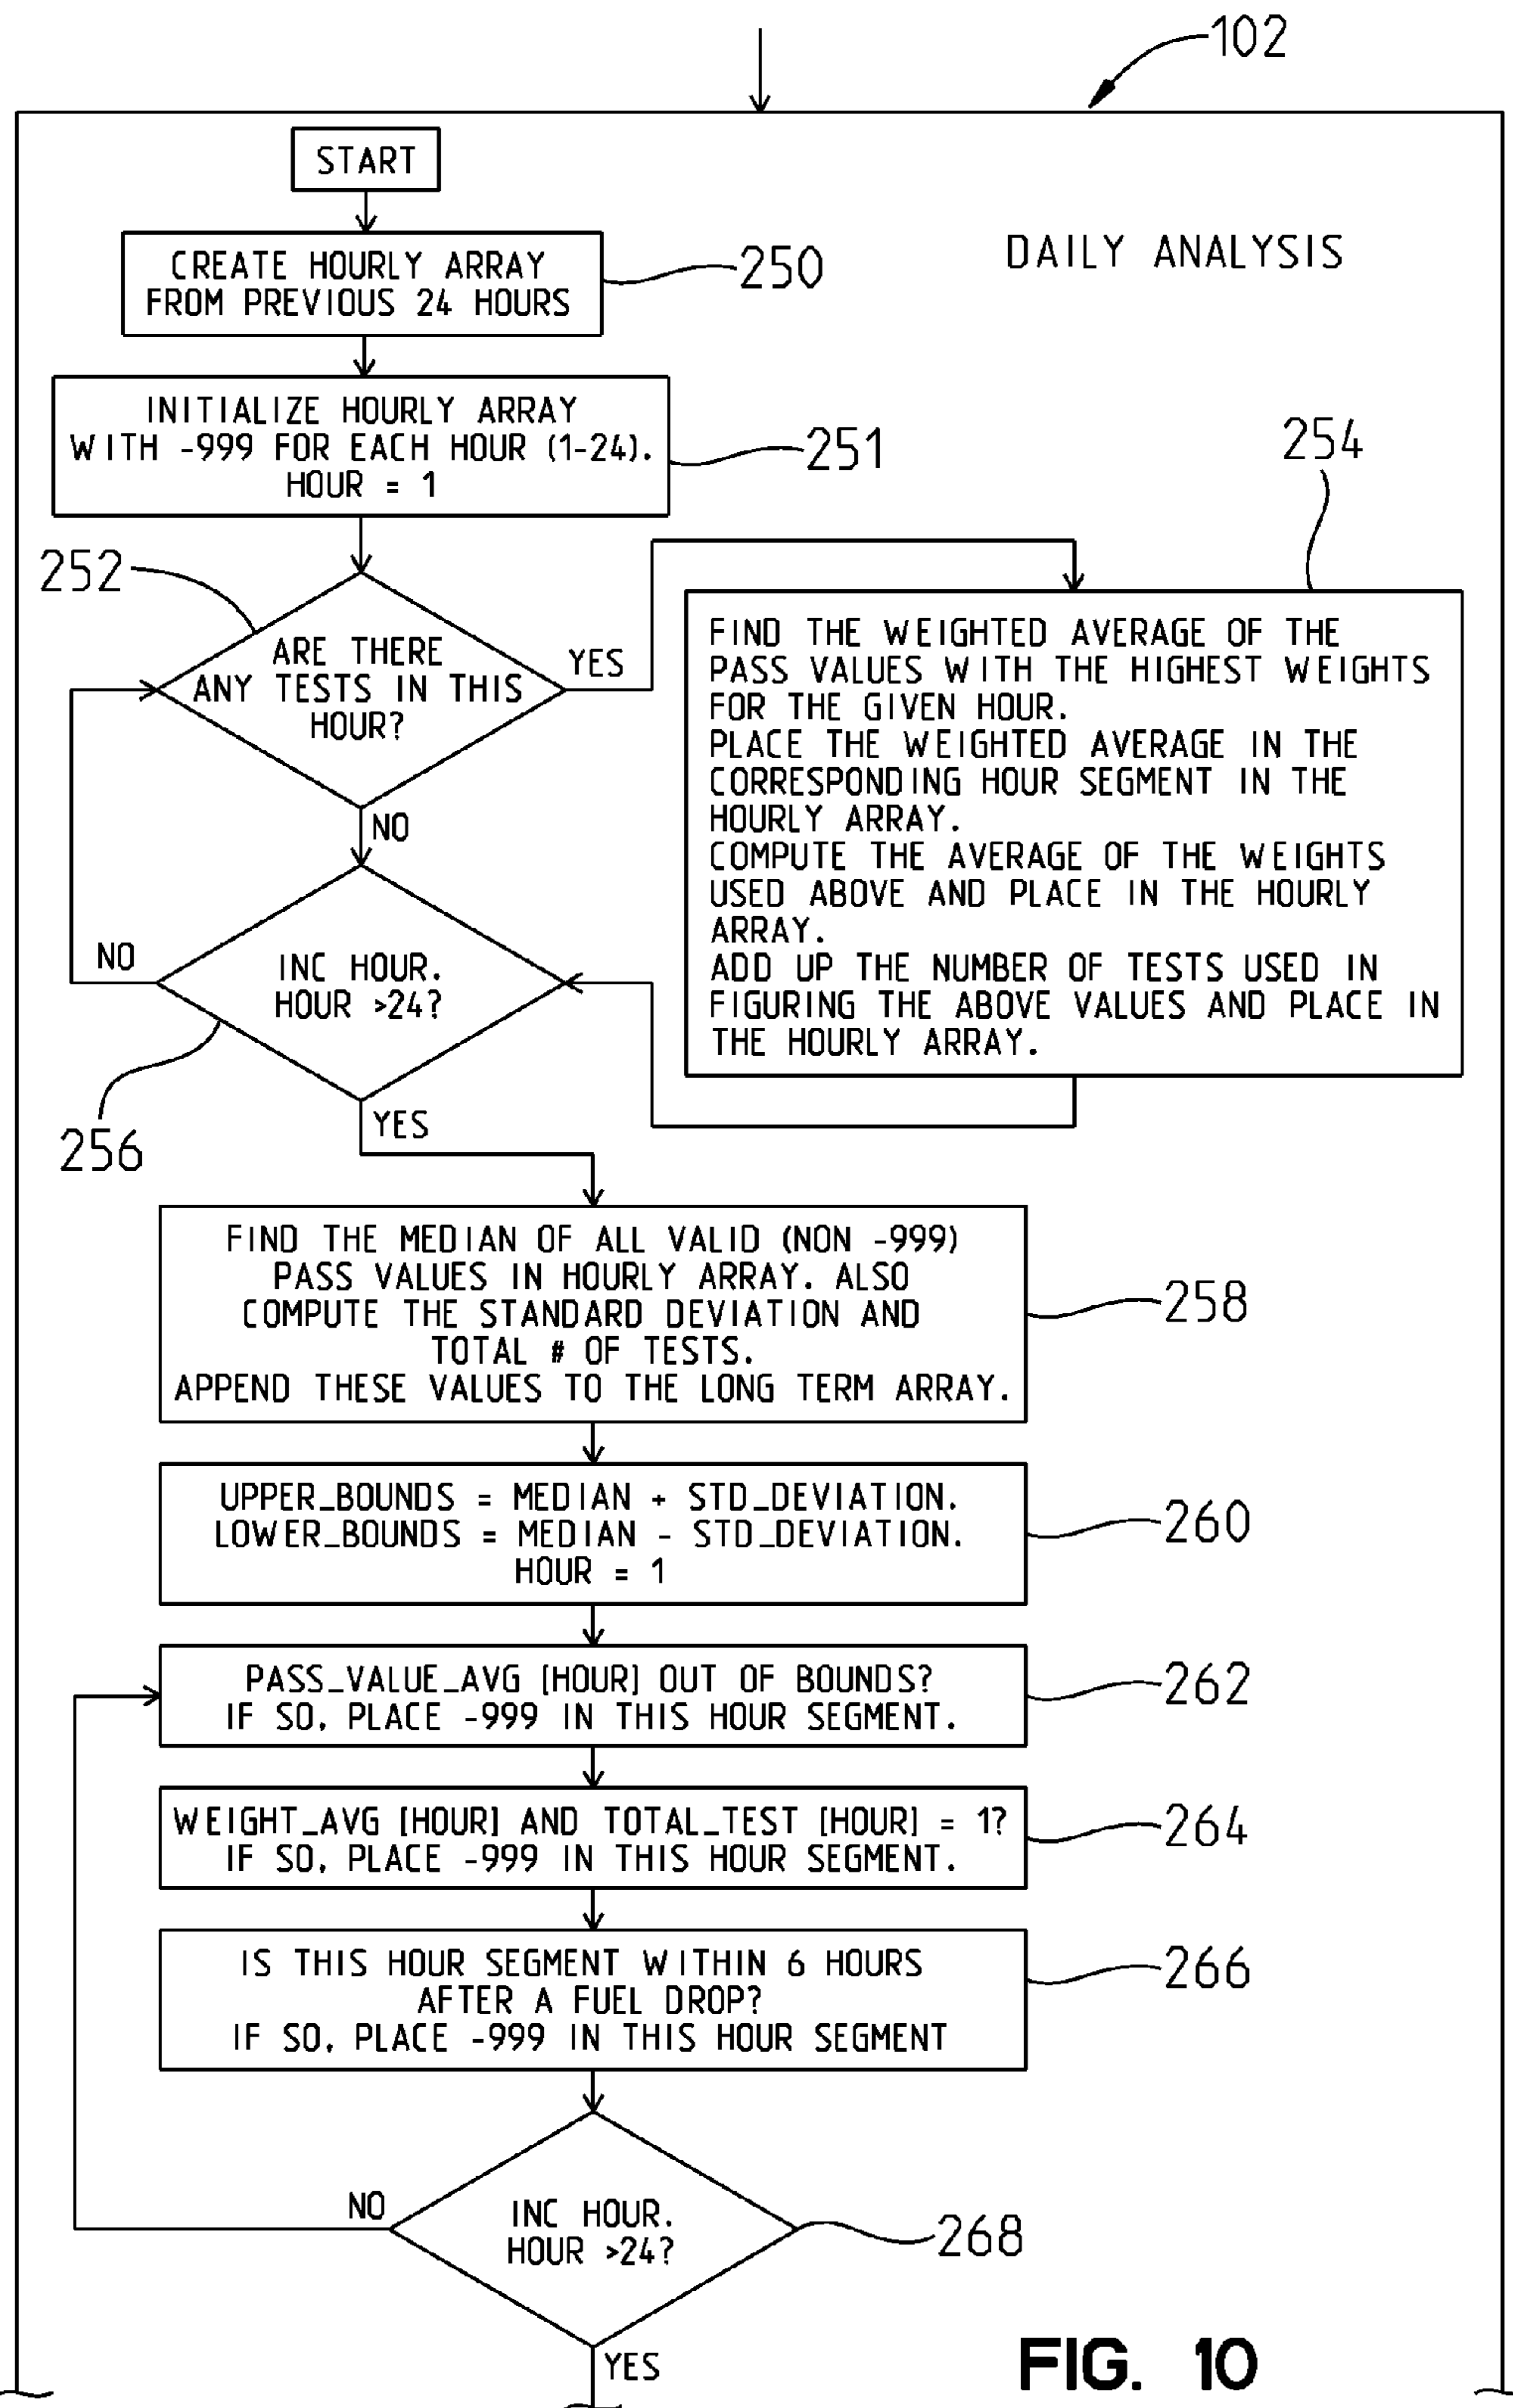 102
START
DAILY ANALYSIS
CREATE HOURLY ARRAY
FROM PREVIOUS 24 HOURS
250
INITIALIZE HOURLY ARRAY
WITH -999 FOR EACH HOUR (1-24).
HOUR = 1
251
254
252
ARE THERE
ANY TESTS IN THIS
HOUR?
YES
NO
FIND THE WEIGHTED AVERAGE OF THE
PASS VALUES WITH THE HIGHEST WEIGHTS
FOR THE GIVEN HOUR.
PLACE THE WEIGHTED AVERAGE IN THE
CORRESPONDING HOUR SEGMENT IN THE
HOURLY ARRAY.
COMPUTE THE AVERAGE OF THE WEIGHTS
USED ABOVE AND PLACE IN THE HOURLY
ARRAY.
ADD UP THE NUMBER OF TESTS USED IN
FIGURING THE ABOVE VALUES AND PLACE IN
THE HOURLY ARRAY.
NO
INC HOUR.
HOUR >24?
YES
256
FIND THE MEDIAN OF ALL VALID (NON -999)
PASS VALUES IN HOURLY ARRAY. ALSO
COMPUTE THE STANDARD DEVIATION AND
TOTAL # OF TESTS.
APPEND THESE VALUES TO THE LONG TERM ARRAY.
258
UPPER_BOUNDS = MEDIAN + STD_DEVIATION.
LOWER_BOUNDS = MEDIAN - STD_DEVIATION.
HOUR = 1
260
PASS_VALUE_AVG [HOUR] OUT OF BOUNDS?
IF SO, PLACE -999 IN THIS HOUR SEGMENT.
262
WEIGHT_AVG [HOUR] AND TOTAL_TEST [HOUR] = 1?
IF SO, PLACE -999 IN THIS HOUR SEGMENT.
264
IS THIS HOUR SEGMENT WITHIN 6 HOURS
AFTER A FUEL DROP?
IF SO, PLACE -999 IN THIS HOUR SEGMENT
266
NO
INC HOUR.
HOUR >24?
268
YES
FIG. 10